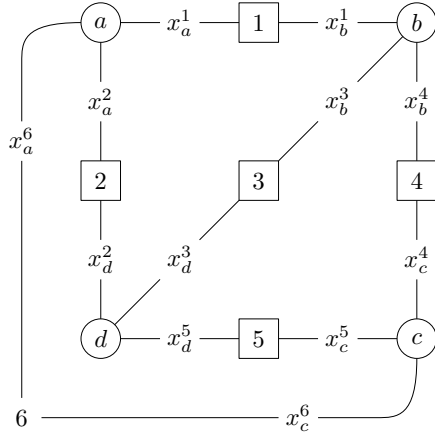 a x_a^1 1 x_b^1 b
x_a^2 x_b^3 x_b^4
x_a^6
2 3 4
x_d^2 x_d^3 x_c^4
d x_d^5 5 x_c^5 c
6 x_c^6